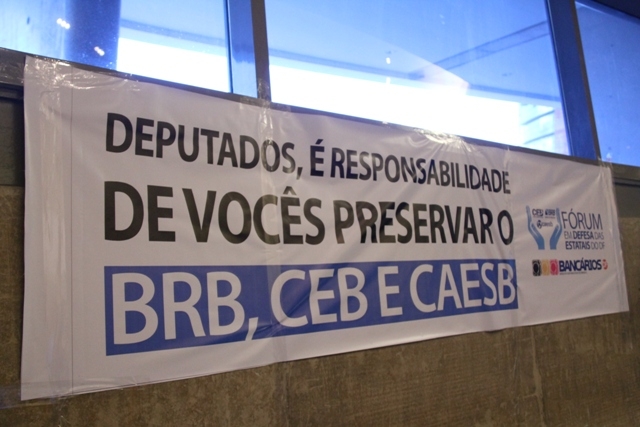 DEPUTADOS, É RESPONSABILIDADE
DE VOCÊS PRESERVAR O
BRB, CEB E CAESB
FÓRUM
EM DEFESA DAS
ESTATAIS DO DF
BANCÁRIOS